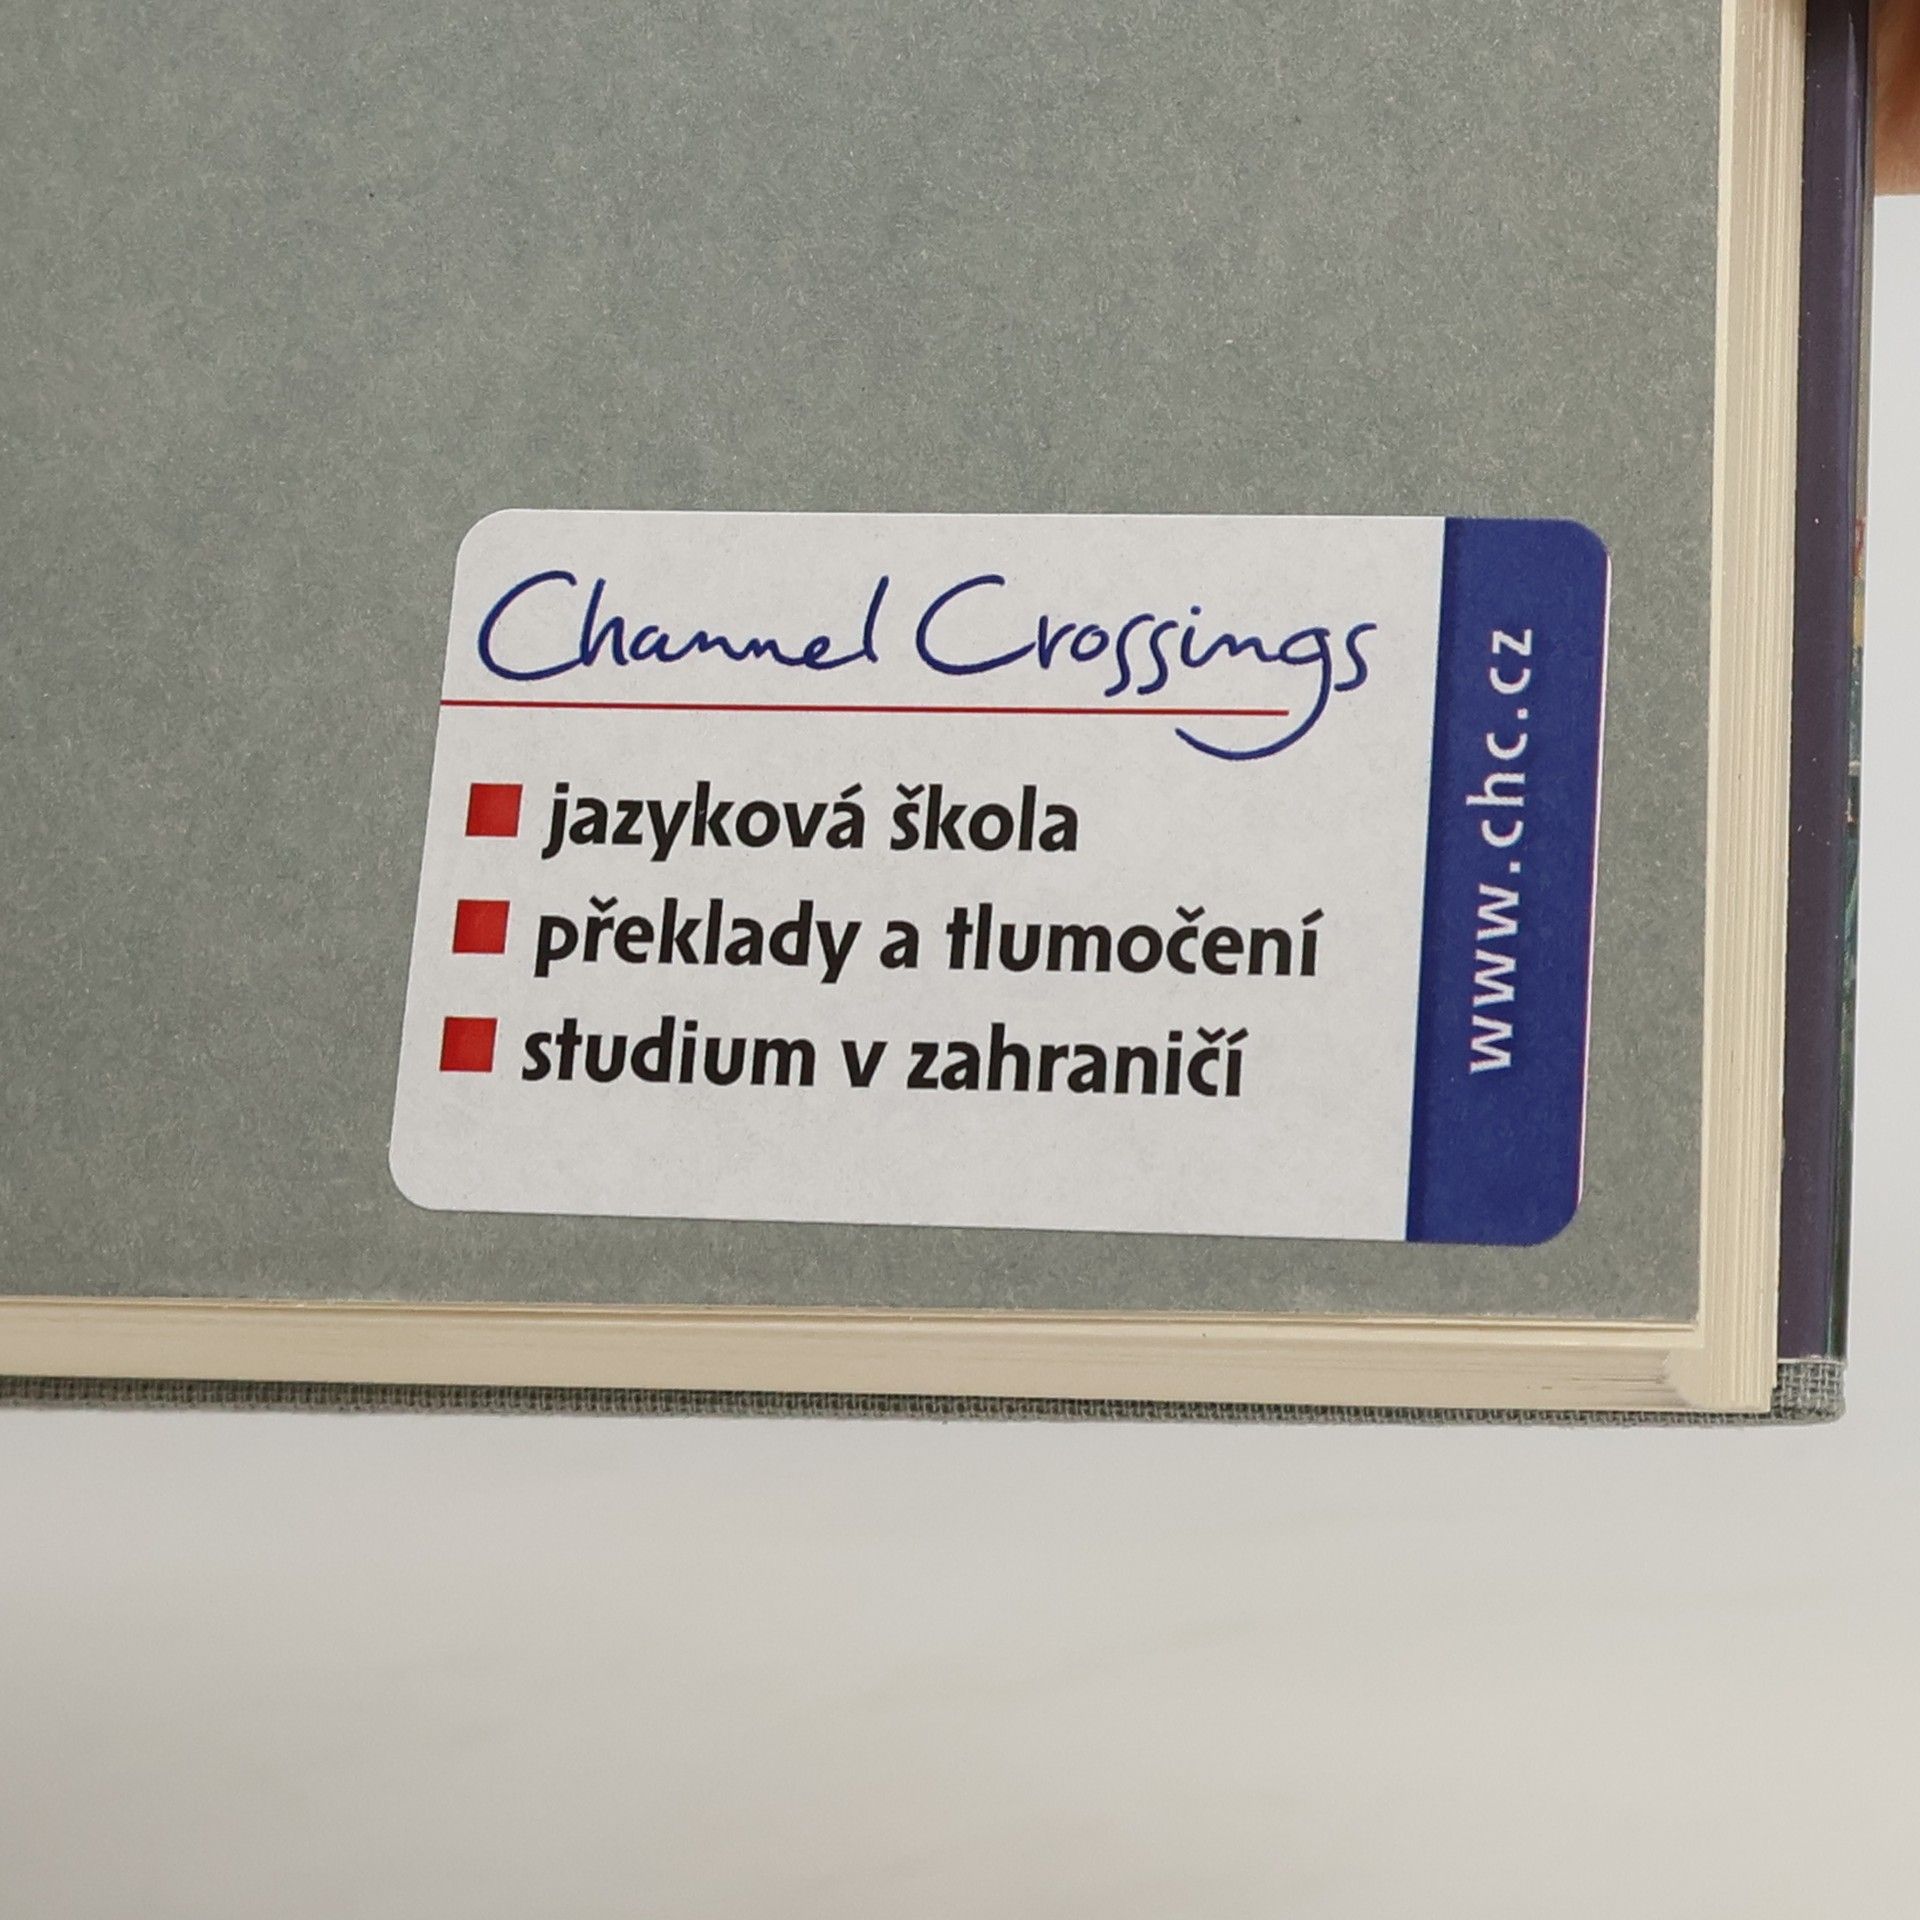 Channel Crossings
jazyková škola
překlady a tlumočení
studium v zahraničí
www.chc.cz